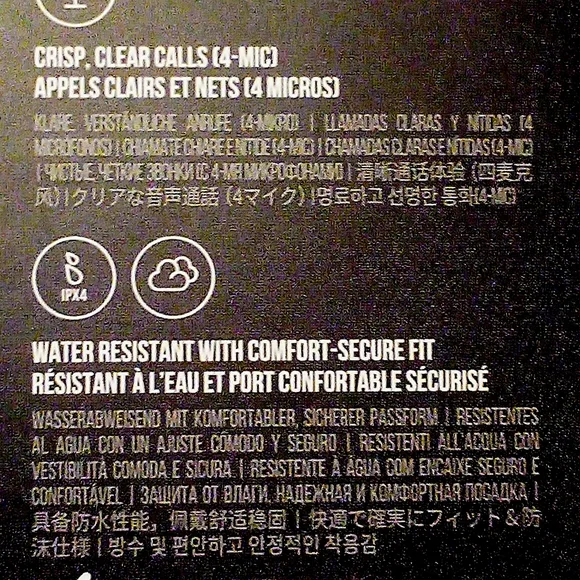 CRISP, CLEAR CALLS (4-MIC)
APPELS CLAIRS ET NETS (4 MICROS)
KLARE, VERSTÄNDLICHE ANRUFE (4-MIKRO) | LLAMADAS CLARAS Y NÍTIDAS (4
MICRÓFONOS) | CHIAMATE CHIARE E NITIDE (4-MIC) | CHAMADAS CLARAS E NÍTIDAS (4-MIC)
| ЧИСТЫЕ, ЧЕТКИЕ ЗВОНКИ (С 4-МЯ МИКРОФОНАМИ) | 清晰通话体验（四麦克
风）| クリアな音声通話（4マイク）| 명료하고 선명한 통화(4-MIC)
IPX4
WATER RESISTANT WITH COMFORT-SECURE FIT
RÉSISTANT À L'EAU ET PORT CONFORTABLE SÉCURISÉ
WASSERABWEISEND MIT KOMFORTABLER, SICHERER PASSFORM | RESISTENTES
AL AGUA CON UN AJUSTE CÓMODO Y SEGURO | RESISTENTI ALL'ACQUA CON
VESTIBILITÀ COMODA E SICURA | RESISTENTE À ÁGUA COM ENCAIXE SEGURO E
CONFORTÁVEL | ЗАЩИТА ОТ ВЛАГИ, НАДЕЖНАЯ И КОМФОРТНАЯ ПОСАДКА |
具备防水性能，佩戴舒适稳固 | 快適で確実にフィット＆防
沫仕様 | 방수 및 편안하고 안정적인 착용감